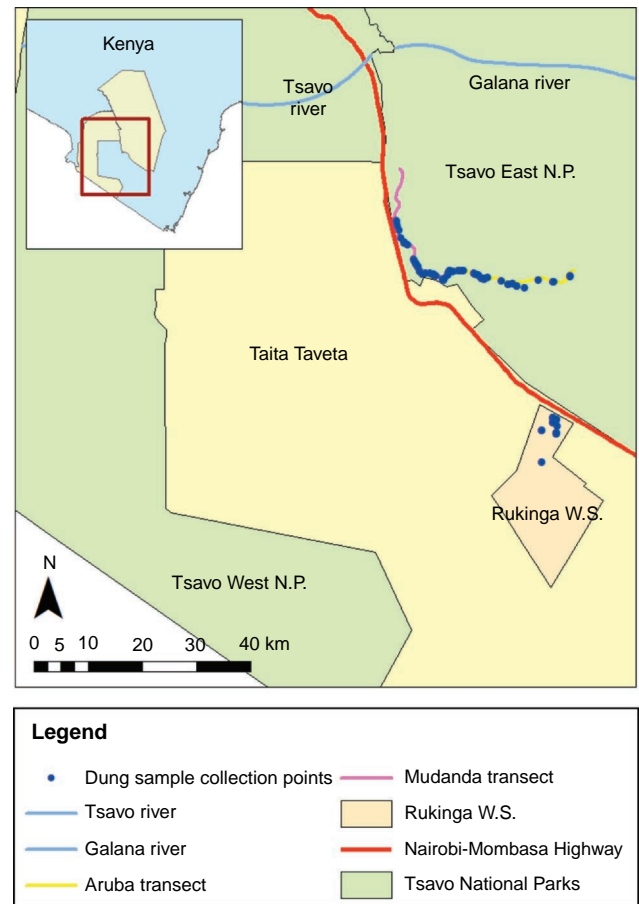 Kenya
Tsavo
river
Galana river
Tsavo East N.P.
Taita Taveta
Rukinga W.S.
Tsavo West N.P.
N
0 5 10 20 30 40 km
Legend
Dung sample collection points
Mudanda transect
Tsavo river
Rukinga W.S.
Galana river
Nairobi-Mombasa Highway
Aruba transect
Tsavo National Parks